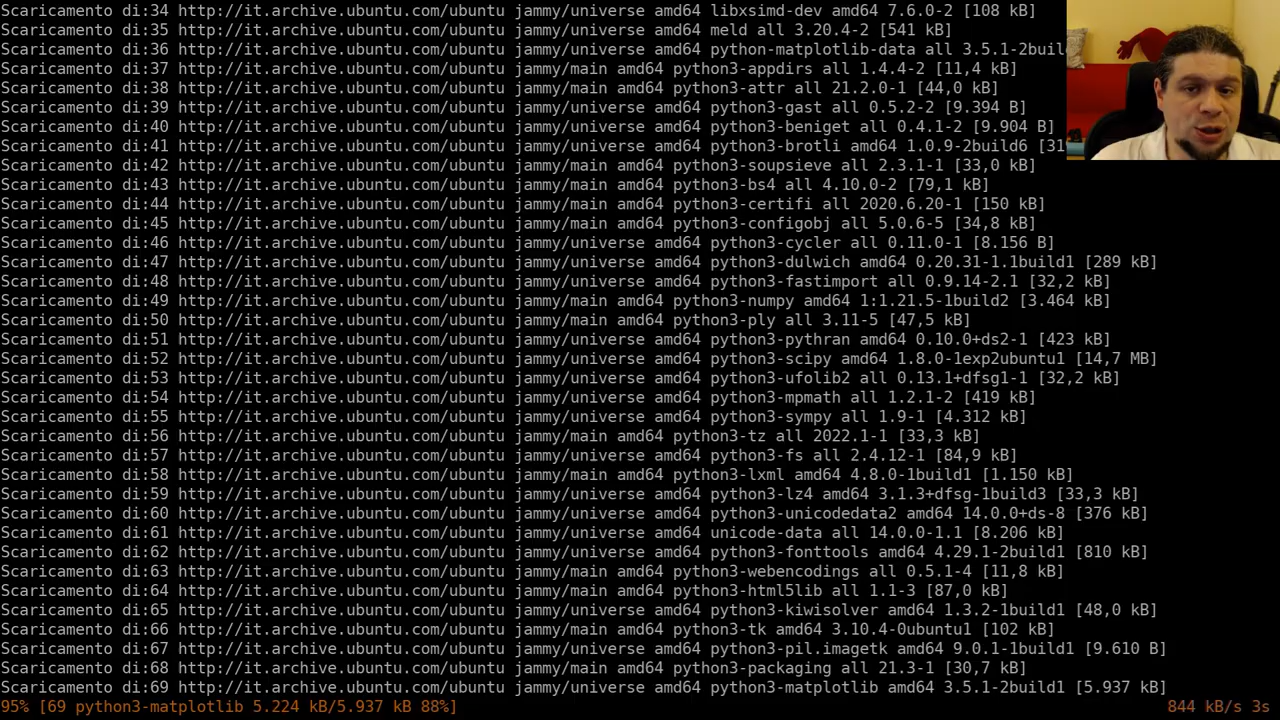 Scaricamento di:34 http://it.archive.ubuntu.com/ubuntu jammy/universe amd64 libxsimd-dev amd64 7.6.0-2 [108 kB]
Scaricamento di:35 http://it.archive.ubuntu.com/ubuntu jammy/universe amd64 meld all 3.20.4-2 [541 kB]
Scaricamento di:36 http://it.archive.ubuntu.com/ubuntu jammy/universe amd64 python-matplotlib-data all 3.5.1-2buil
Scaricamento di:37 http://it.archive.ubuntu.com/ubuntu jammy/main amd64 python3-appdirs all 1.4.4-2 [11,4 kB]
Scaricamento di:38 http://it.archive.ubuntu.com/ubuntu jammy/main amd64 python3-attr all 21.2.0-1 [44,0 kB]
Scaricamento di:39 http://it.archive.ubuntu.com/ubuntu jammy/universe amd64 python3-gast all 0.5.2-2 [9.394 B]
Scaricamento di:40 http://it.archive.ubuntu.com/ubuntu jammy/universe amd64 python3-beniget all 0.4.1-2 [9.904 B]
Scaricamento di:41 http://it.archive.ubuntu.com/ubuntu jammy/universe amd64 python3-brotli amd64 1.0.9-2build6 [31
Scaricamento di:42 http://it.archive.ubuntu.com/ubuntu jammy/main amd64 python3-soupsieve all 2.3.1-1 [33,0 kB]
Scaricamento di:43 http://it.archive.ubuntu.com/ubuntu jammy/main amd64 python3-bs4 all 4.10.0-2 [79,1 kB]
Scaricamento di:44 http://it.archive.ubuntu.com/ubuntu jammy/main amd64 python3-certifi all 2020.6.20-1 [150 kB]
Scaricamento di:45 http://it.archive.ubuntu.com/ubuntu jammy/main amd64 python3-configobj all 5.0.6-5 [34,8 kB]
Scaricamento di:46 http://it.archive.ubuntu.com/ubuntu jammy/universe amd64 python3-cycler all 0.11.0-1 [8.156 B]
Scaricamento di:47 http://it.archive.ubuntu.com/ubuntu jammy/universe amd64 python3-dulwich amd64 0.20.31-1.1build1 [289 kB]
Scaricamento di:48 http://it.archive.ubuntu.com/ubuntu jammy/universe amd64 python3-fastimport all 0.9.14-2.1 [32,2 kB]
Scaricamento di:49 http://it.archive.ubuntu.com/ubuntu jammy/main amd64 python3-numpy amd64 1:1.21.5-1build2 [3.464 kB]
Scaricamento di:50 http://it.archive.ubuntu.com/ubuntu jammy/main amd64 python3-ply all 3.11-5 [47,5 kB]
Scaricamento di:51 http://it.archive.ubuntu.com/ubuntu jammy/universe amd64 python3-pythran amd64 0.10.0+ds2-1 [423 kB]
Scaricamento di:52 http://it.archive.ubuntu.com/ubuntu jammy/universe amd64 python3-scipy amd64 1.8.0-1exp2ubuntu1 [14,7 MB]
Scaricamento di:53 http://it.archive.ubuntu.com/ubuntu jammy/universe amd64 python3-ufolib2 all 0.13.1+dfsg1-1 [32,2 kB]
Scaricamento di:54 http://it.archive.ubuntu.com/ubuntu jammy/universe amd64 python3-mpmath all 1.2.1-2 [419 kB]
Scaricamento di:55 http://it.archive.ubuntu.com/ubuntu jammy/universe amd64 python3-sympy all 1.9-1 [4.312 kB]
Scaricamento di:56 http://it.archive.ubuntu.com/ubuntu jammy/main amd64 python3-tz all 2022.1-1 [33,3 kB]
Scaricamento di:57 http://it.archive.ubuntu.com/ubuntu jammy/universe amd64 python3-fs all 2.4.12-1 [84,9 kB]
Scaricamento di:58 http://it.archive.ubuntu.com/ubuntu jammy/main amd64 python3-lxml amd64 4.8.0-1build1 [1.150 kB]
Scaricamento di:59 http://it.archive.ubuntu.com/ubuntu jammy/universe amd64 python3-lz4 amd64 3.1.3+dfsg-1build3 [33,3 kB]
Scaricamento di:60 http://it.archive.ubuntu.com/ubuntu jammy/universe amd64 python3-unicodedata2 amd64 14.0.0+ds-8 [376 kB]
Scaricamento di:61 http://it.archive.ubuntu.com/ubuntu jammy/universe amd64 unicode-data all 14.0.0-1.1 [8.206 kB]
Scaricamento di:62 http://it.archive.ubuntu.com/ubuntu jammy/universe amd64 python3-fonttools amd64 4.29.1-2build1 [810 kB]
Scaricamento di:63 http://it.archive.ubuntu.com/ubuntu jammy/main amd64 python3-webencodings all 0.5.1-4 [11,8 kB]
Scaricamento di:64 http://it.archive.ubuntu.com/ubuntu jammy/main amd64 python3-html5lib all 1.1-3 [87,0 kB]
Scaricamento di:65 http://it.archive.ubuntu.com/ubuntu jammy/universe amd64 python3-kiwisolver amd64 1.3.2-1build1 [48,0 kB]
Scaricamento di:66 http://it.archive.ubuntu.com/ubuntu jammy/main amd64 python3-tk amd64 3.10.4-0ubuntu1 [102 kB]
Scaricamento di:67 http://it.archive.ubuntu.com/ubuntu jammy/main amd64 python3-pil.imagetk amd64 9.0.1-1build1 [9.610 B]
Scaricamento di:68 http://it.archive.ubuntu.com/ubuntu jammy/main amd64 python3-packaging all 21.3-1 [30,7 kB]
Scaricamento di:69 http://it.archive.ubuntu.com/ubuntu jammy/universe amd64 python3-matplotlib amd64 3.5.1-2build1 [5.937 kB]
95% [69 python3-matplotlib 5.224 kB/5.937 kB 88%] 844 kB/s 3s